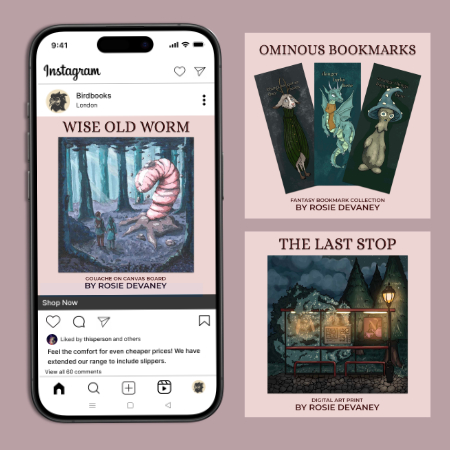 9:41
Instagram
Birdbooks
London
WISE OLD WORM
GOUACHE ON CANVAS BOARD
BY ROSIE DEVANEY
Shop Now
Liked by thisperson and others
Feel the comfort for even cheaper prices! We have
extended our range to include slippers.
View all 60 comments
OMINOUS BOOKMARKS
FANTASY BOOKMARK COLLECTION
BY ROSIE DEVANEY
THE LAST STOP
DIGITAL ART PRINT
BY ROSIE DEVANEY